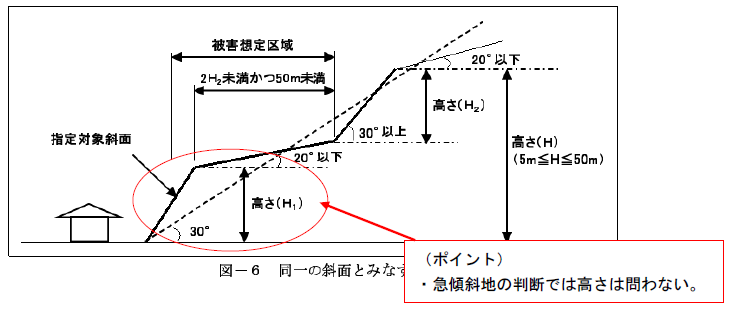 被害想定区域
2H₂未満かつ50m未満
20°以下
高さ(H₂)
30°以上
指定対象斜面
20°以下
高さ(H)
(5m≦H≦50m)
高さ(H₁)
30°
図－6 同一の斜面とみなす
（ポイント）
・急傾斜地の判断では高さは問わない。